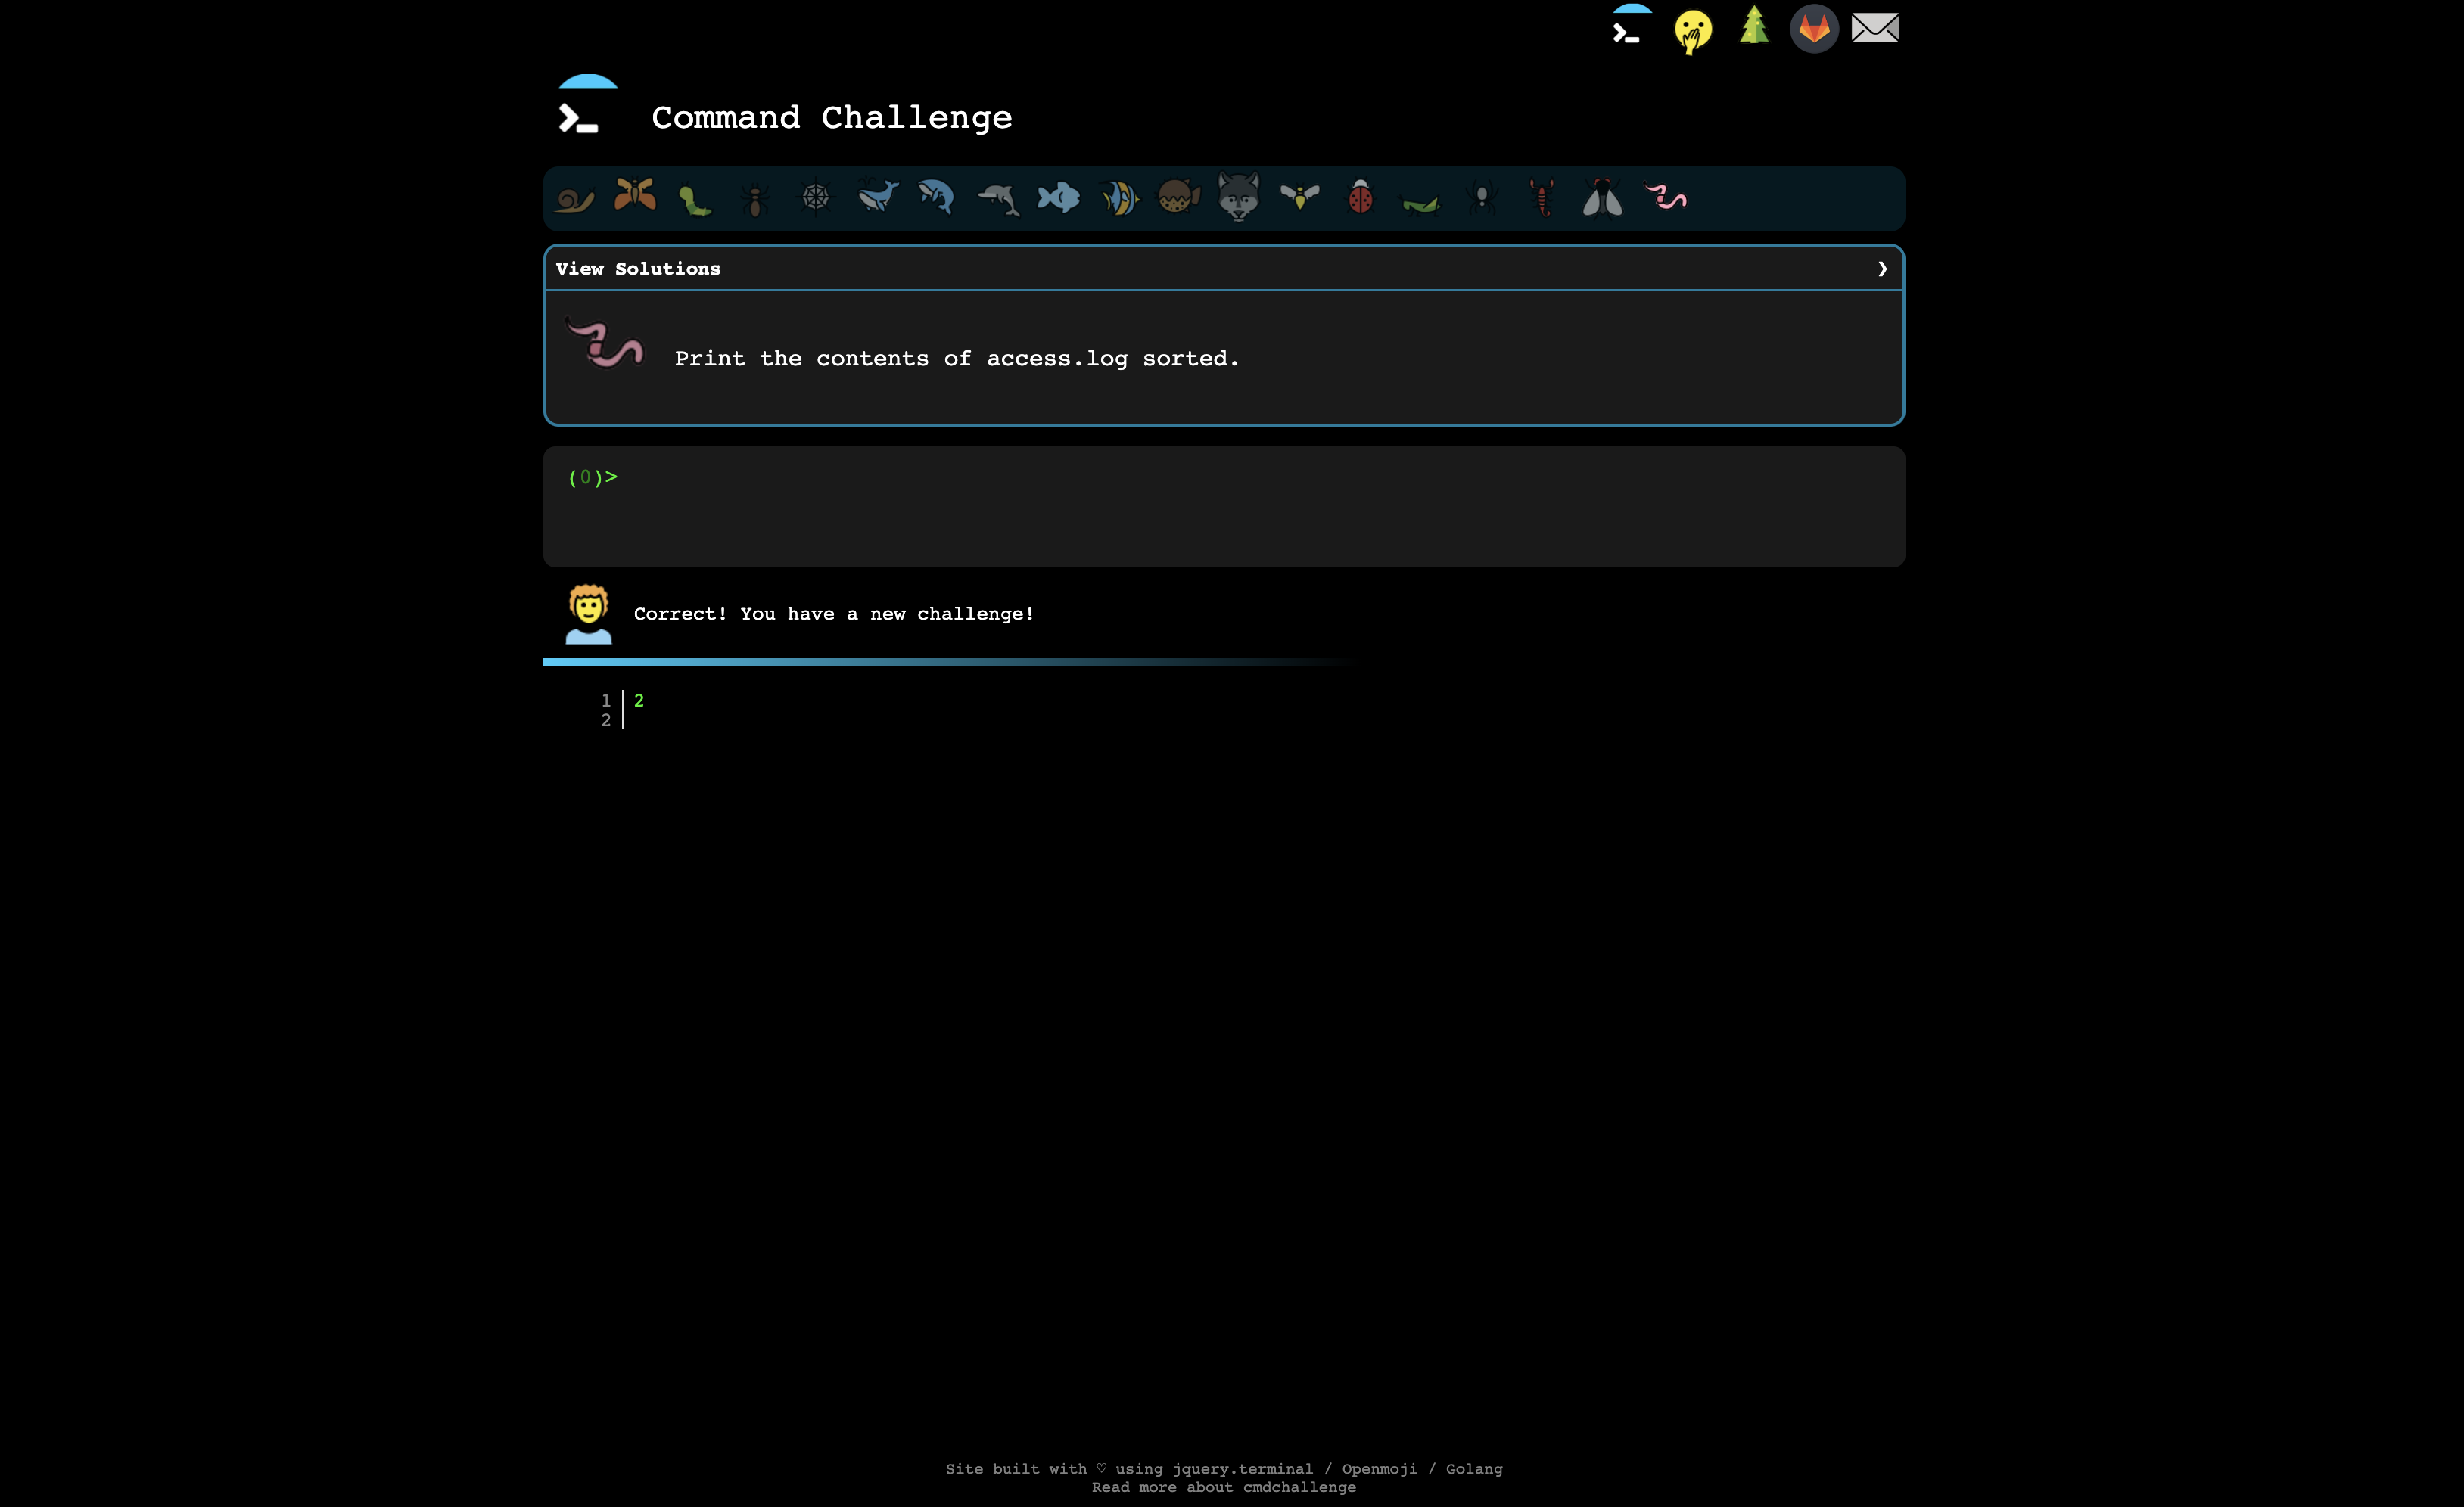 Command Challenge
View Solutions ❯
Print the contents of access.log sorted.
(0)>
Correct! You have a new challenge!
1 2
2
Site built with ♡ using jquery.terminal / Openmoji / Golang
Read more about cmdchallenge